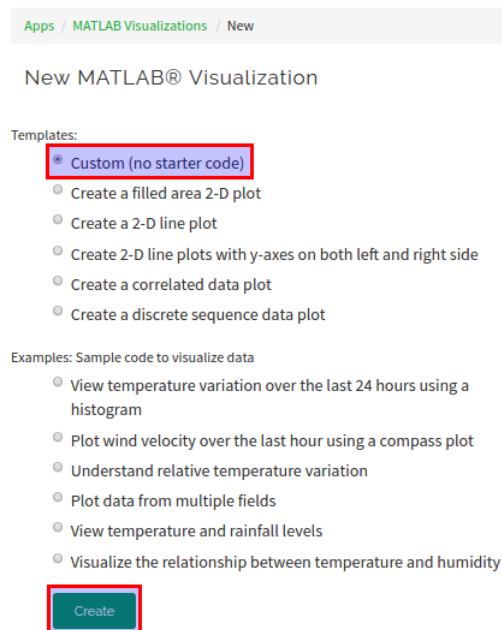 Apps / MATLAB Visualizations / New
New MATLAB® Visualization
Templates:
Custom (no starter code)
Create a filled area 2-D plot
Create a 2-D line plot
Create 2-D line plots with y-axes on both left and right side
Create a correlated data plot
Create a discrete sequence data plot
Examples: Sample code to visualize data
View temperature variation over the last 24 hours using a
histogram
Plot wind velocity over the last hour using a compass plot
Understand relative temperature variation
Plot data from multiple fields
View temperature and rainfall levels
Visualize the relationship between temperature and humidity
Create